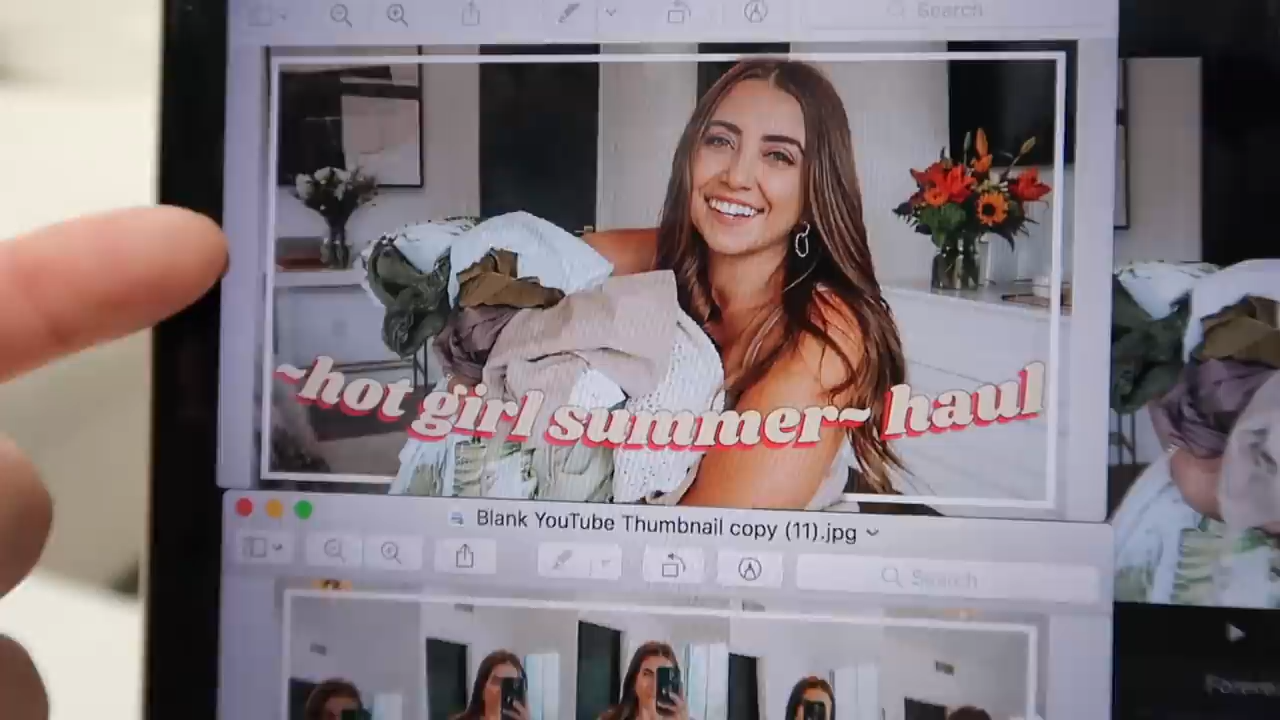 Search
~hot girl summer~ haul
Blank YouTube Thumbnail copy (11).jpg
Search